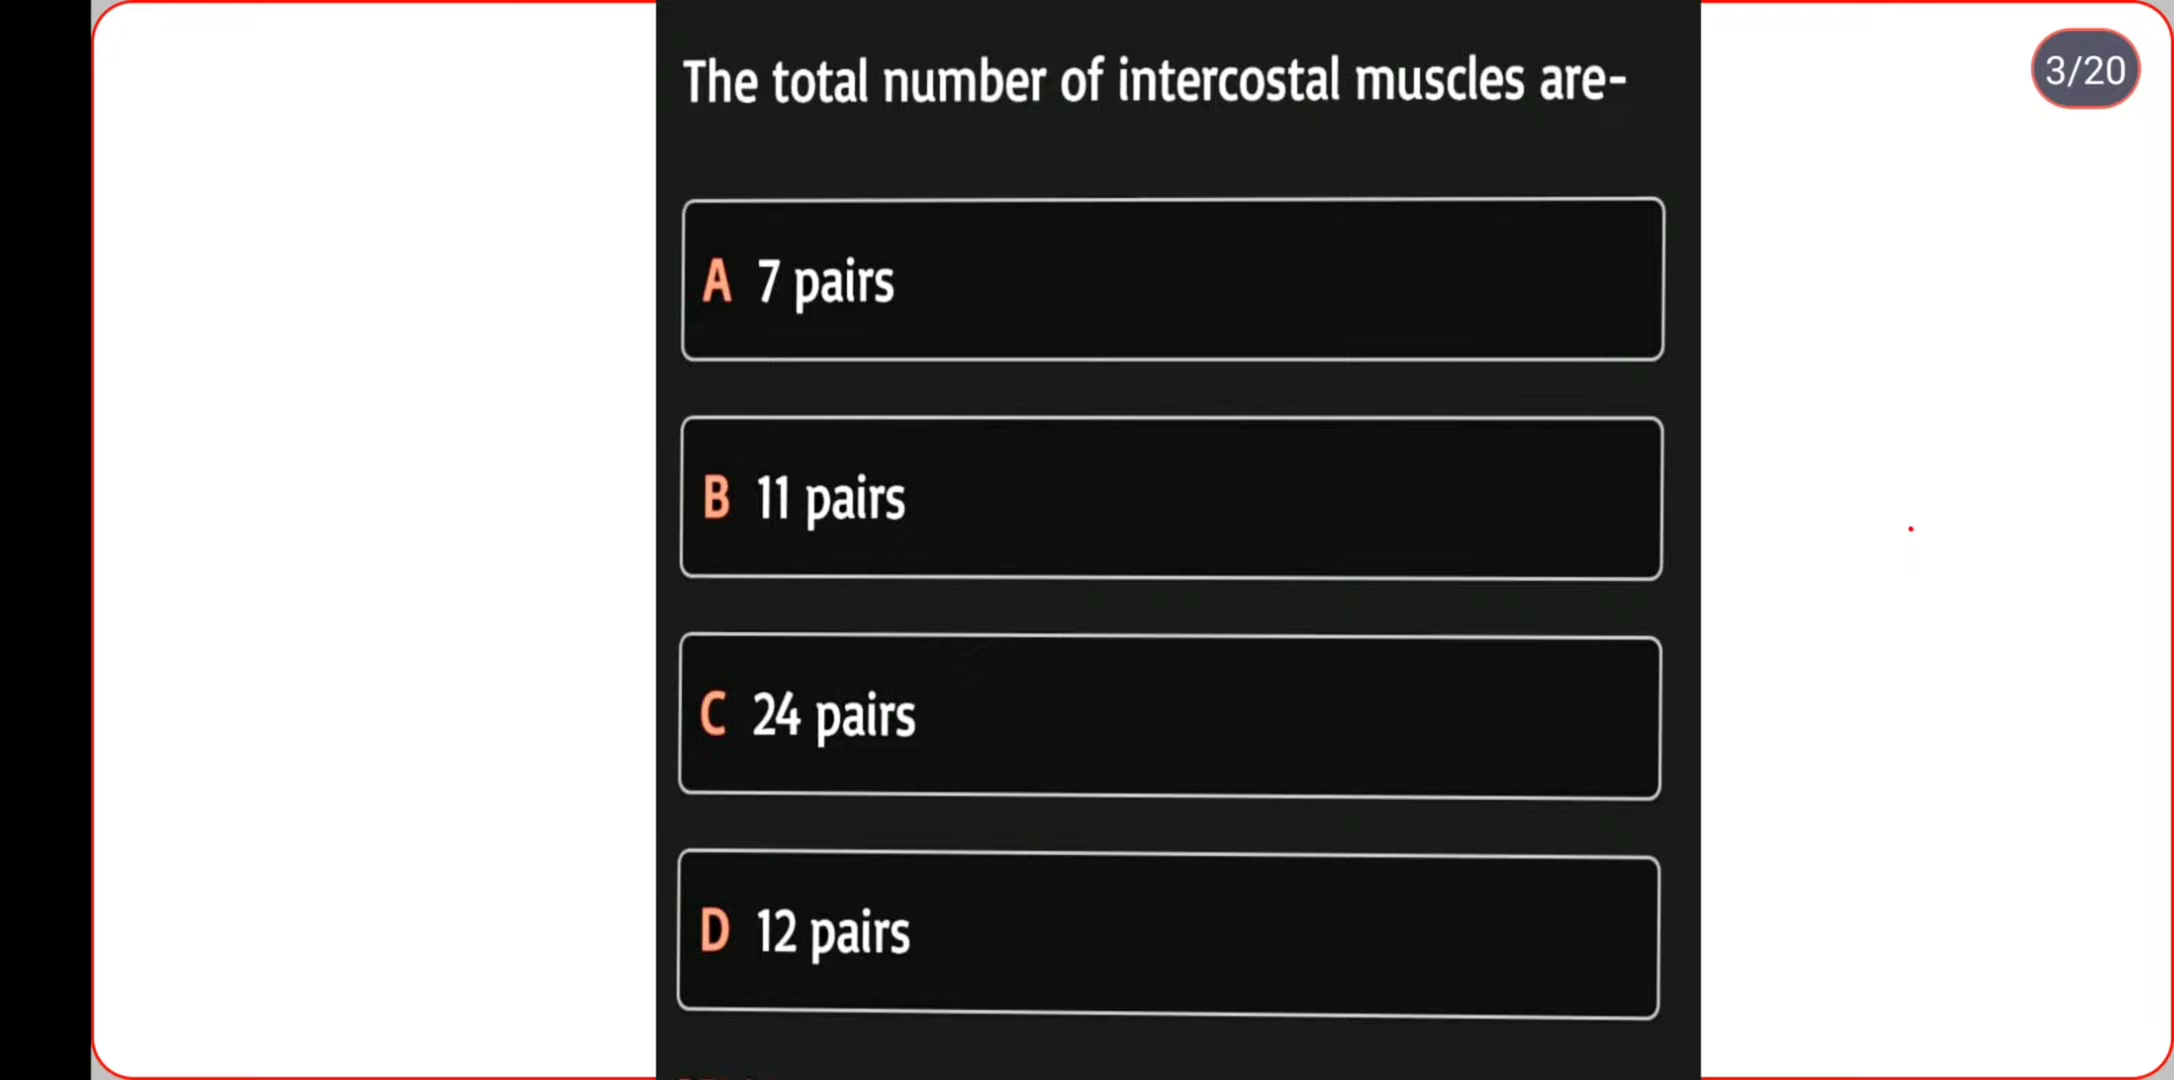 The total number of intercostal muscles are-
3/20
A 7 pairs
B 11 pairs
C 24 pairs
D 12 pairs